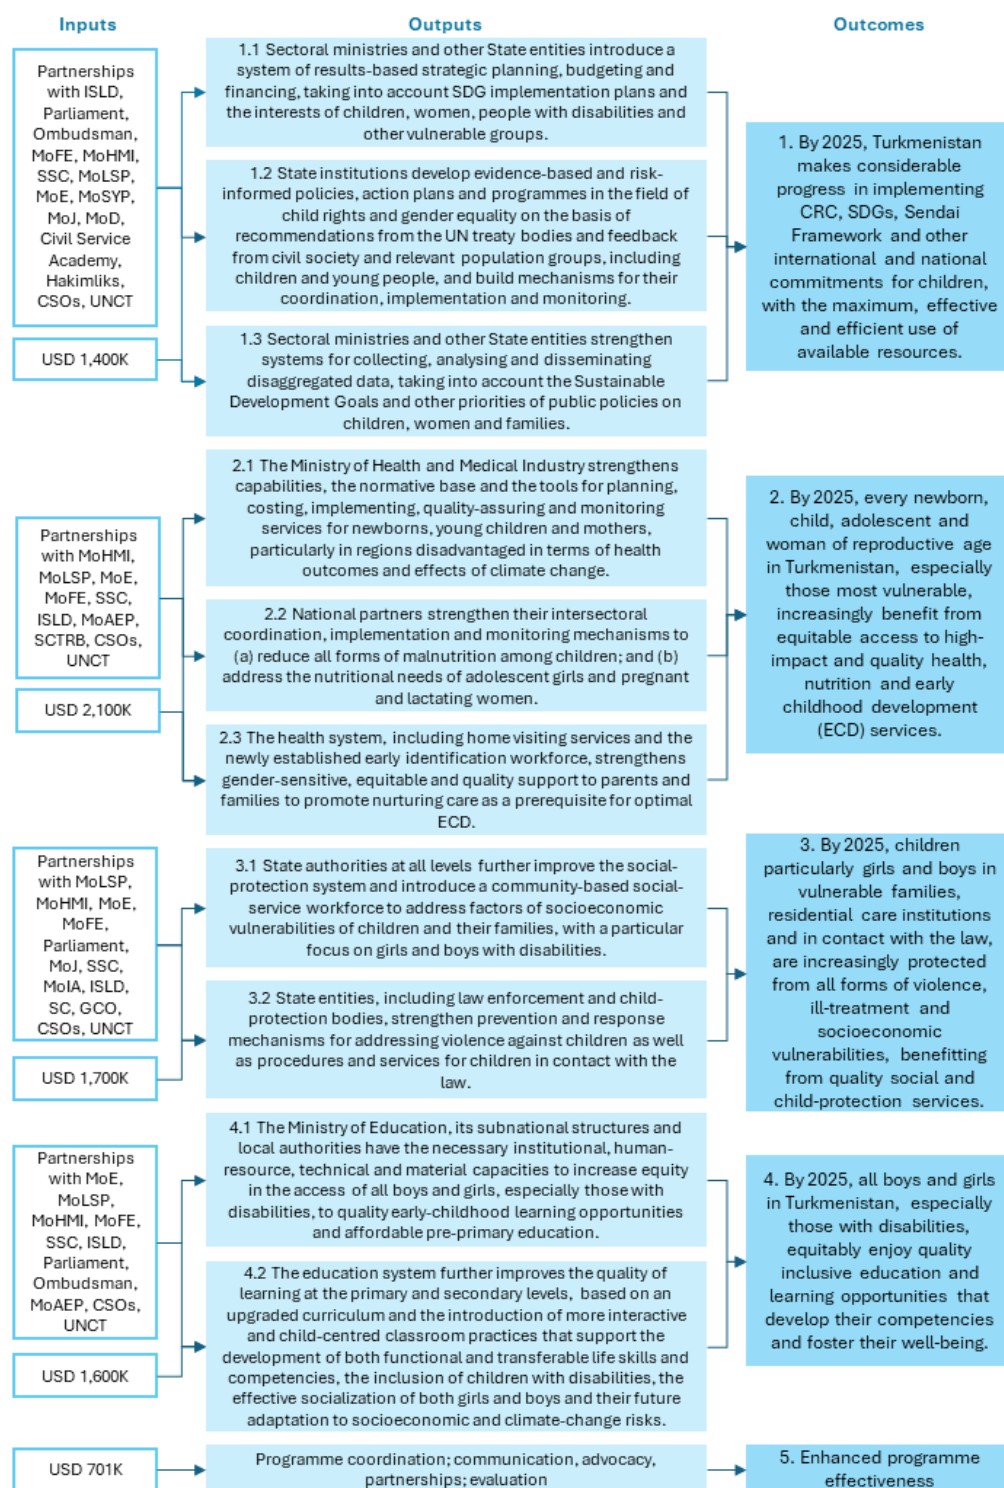 Inputs
Outputs
Outcomes
Partnerships
with ISLD,
Parliament,
Ombudsman,
MoFE, MoHMI,
SSC, MoLSP,
MoE, MoSYP,
MoJ, MoD,
Civil Service
Academy,
Hakimliks,
CSOs, UNCT
USD 1,400K
1.1 Sectoral ministries and other State entities introduce a
system of results-based strategic planning, budgeting and
financing, taking into account SDG implementation plans and
the interests of children, women, people with disabilities and
other vulnerable groups.
1.2 State institutions develop evidence-based and risk-
informed policies, action plans and programmes in the field of
child rights and gender equality on the basis of
recommendations from the UN treaty bodies and feedback
from civil society and relevant population groups, including
children and young people, and build mechanisms for their
coordination, implementation and monitoring.
1.3 Sectoral ministries and other State entities strengthen
systems for collecting, analysing and disseminating
disaggregated data, taking into account the Sustainable
Development Goals and other priorities of public policies on
children, women and families.
1. By 2025, Turkmenistan
makes considerable
progress in implementing
CRC, SDGs, Sendai
Framework and other
international and national
commitments for children,
with the maximum, effective
and efficient use of
available resources.
Partnerships
with MoHMI,
MoLSP, MoE,
MoFE, SSC,
ISLD, MoAEP,
SCTRB, CSOs,
UNCT
USD 2,100K
2.1 The Ministry of Health and Medical Industry strengthens
capabilities, the normative base and the tools for planning,
costing, implementing, quality-assuring and monitoring
services for newborns, young children and mothers,
particularly in regions disadvantaged in terms of health
outcomes and effects of climate change.
2.2 National partners strengthen their intersectoral
coordination, implementation and monitoring mechanisms to
(a) reduce all forms of malnutrition among children; and (b)
address the nutritional needs of adolescent girls and pregnant
and lactating women.
2.3 The health system, including home visiting services and the
newly established early identification workforce, strengthens
gender-sensitive, equitable and quality support to parents and
families to promote nurturing care as a prerequisite for optimal
ECD.
2. By 2025, every newborn,
child, adolescent and
woman of reproductive age
in Turkmenistan, especially
those most vulnerable,
increasingly benefit from
equitable access to high-
impact and quality health,
nutrition and early
childhood development
(ECD) services.
Partnerships
with MoLSP,
MoHMI, MoE,
MoFE,
Parliament,
MoJ, SSC,
MoIA, ISLD,
SC, GCO,
CSOs, UNCT
USD 1,700K
3.1 State authorities at all levels further improve the social-
protection system and introduce a community-based social-
service workforce to address factors of socioeconomic
vulnerabilities of children and their families, with a particular
focus on girls and boys with disabilities.
3.2 State entities, including law enforcement and child-
protection bodies, strengthen prevention and response
mechanisms for addressing violence against children as well
as procedures and services for children in contact with the
law.
3. By 2025, children
particularly girls and boys in
vulnerable families,
residential care institutions
and in contact with the law,
are increasingly protected
from all forms of violence,
ill-treatment and
socioeconomic
vulnerabilities, benefitting
from quality social and
child-protection services.
Partnerships
with MoE,
MoLSP,
MoHMI, MoFE,
SSC, ISLD,
Parliament,
Ombudsman,
MoAEP, CSOs,
UNCT
USD 1,600K
4.1 The Ministry of Education, its subnational structures and
local authorities have the necessary institutional, human-
resource, technical and material capacities to increase equity
in the access of all boys and girls, especially those with
disabilities, to quality early-childhood learning opportunities
and affordable pre-primary education.
4.2 The education system further improves the quality of
learning at the primary and secondary levels, based on an
upgraded curriculum and the introduction of more interactive
and child-centred classroom practices that support the
development of both functional and transferable life skills and
competencies, the inclusion of children with disabilities, the
effective socialization of both girls and boys and their future
adaptation to socioeconomic and climate-change risks.
4. By 2025, all boys and girls
in Turkmenistan, especially
those with disabilities,
equitably enjoy quality
inclusive education and
learning opportunities that
develop their competencies
and foster their well-being.
USD 701K
Programme coordination; communication, advocacy,
partnerships; evaluation
5. Enhanced programme
effectiveness